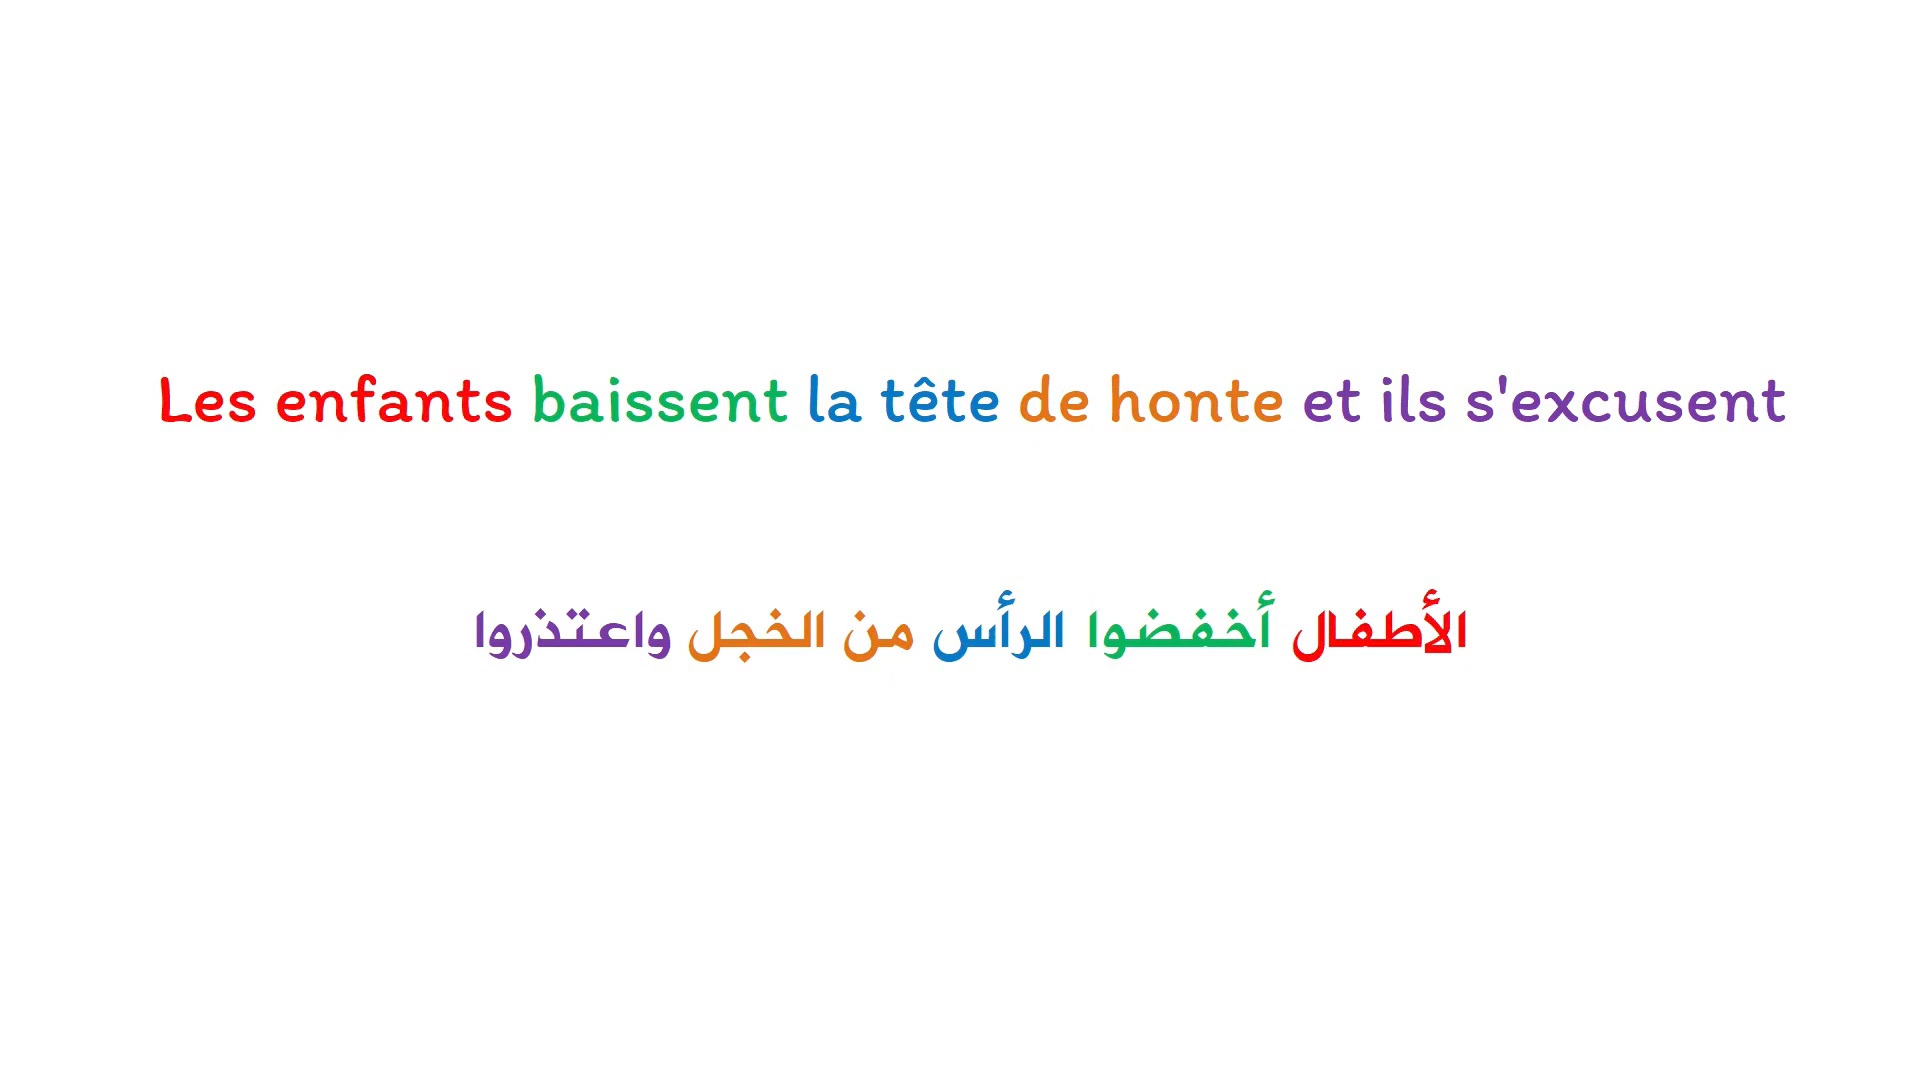 Les enfants baissent la tête de honte et ils s'excusent
الأطفال أخفضوا الرأس من الخجل واعتذروا